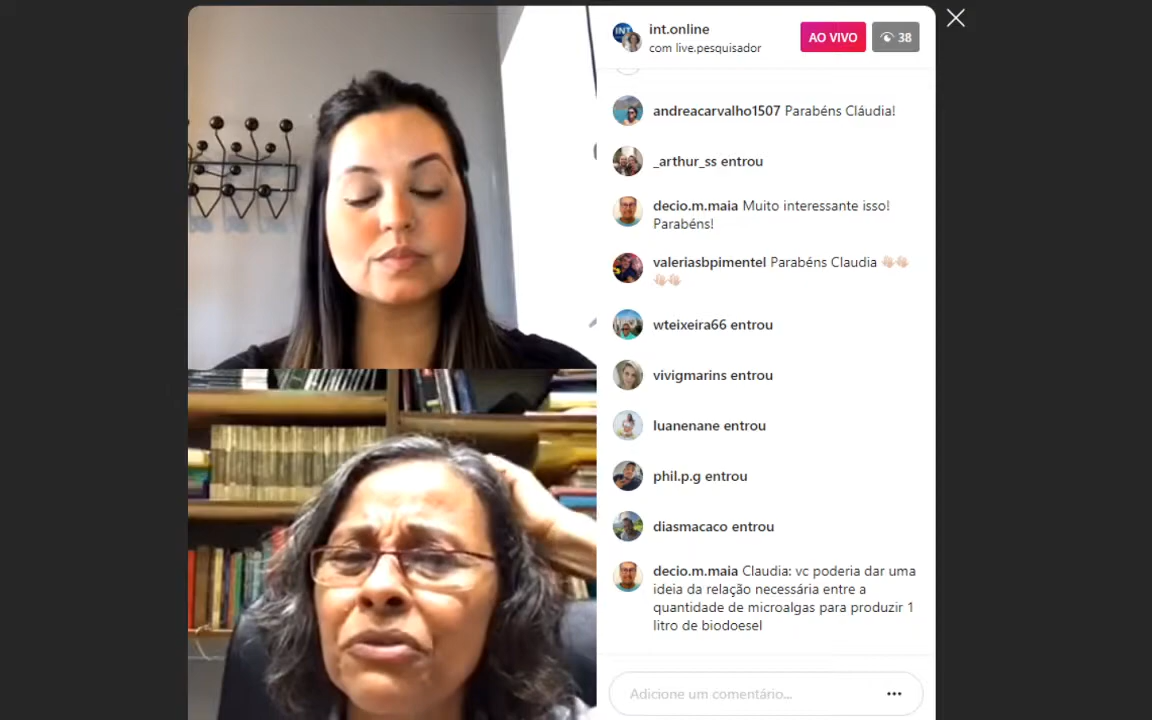 INT
int.online
com live.pesquisador
AO VIVO
38
andreacarvalho1507 Parabéns Cláudia!
_arthur_ss entrou
decio.m.maia Muito interessante isso!
Parabéns!
valeriasbpimentel Parabéns Claudia 👏🏻👏🏻
👏🏻👏🏻
wteixeira66 entrou
vivigmarins entrou
luanenane entrou
phil.p.g entrou
diasmacaco entrou
decio.m.maia Claudia: vc poderia dar uma
ideia da relação necessária entre a
quantidade de microalgas para produzir 1
litro de biodoesel
Adicione um comentário...